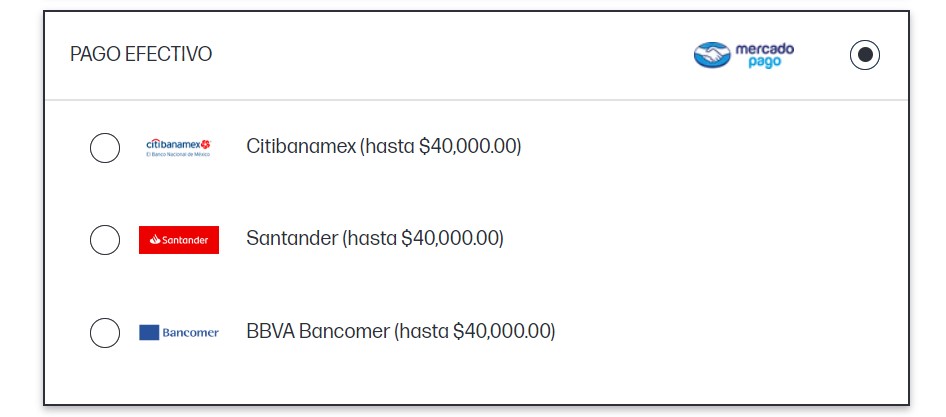 PAGO EFECTIVO
mercado
pago
citibanamex
El Banco Nacional de México
Citibanamex (hasta $40,000.00)
Santander
Santander (hasta $40,000.00)
Bancomer
BBVA Bancomer (hasta $40,000.00)